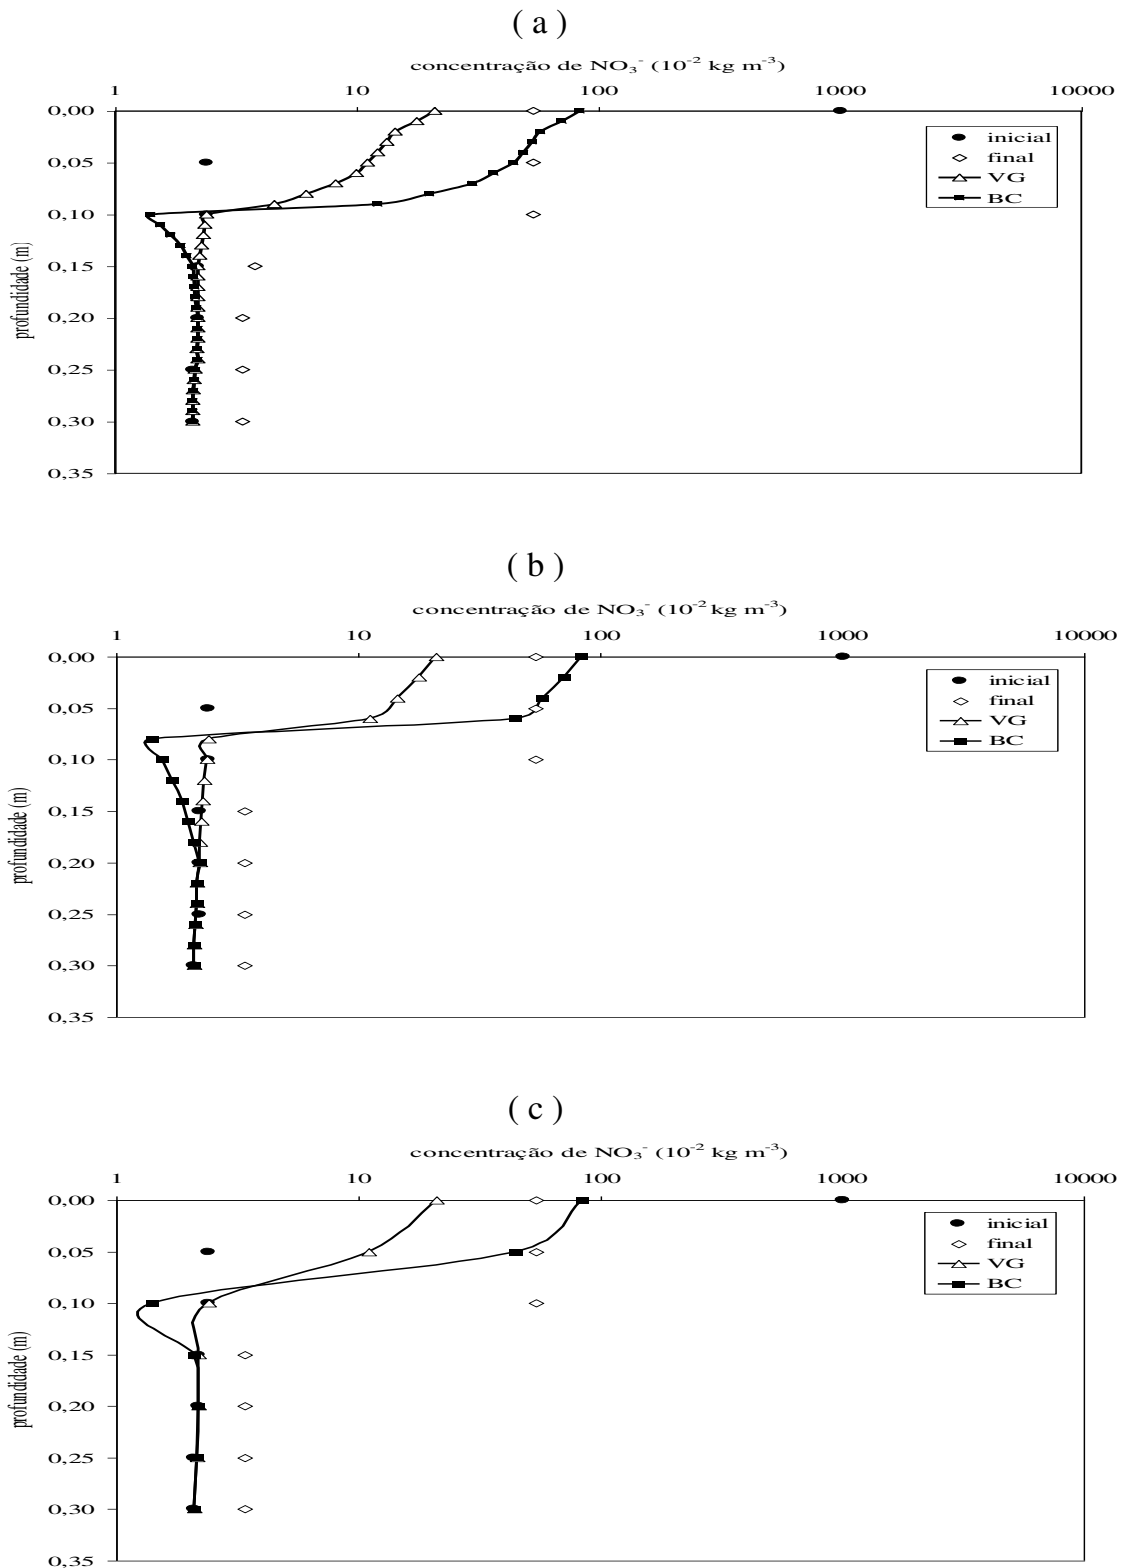 ( a )
concentração de NO₃⁻ (10⁻² kg m⁻³)
1 10 100 1000 10000
0,00
0,05
0,10
0,15
0,20
0,25
0,30
0,35
profundidade (m)
inicial
final
VG
BC
( b )
concentração de NO₃⁻ (10⁻² kg m⁻³)
1 10 100 1000 10000
0,00
0,05
0,10
0,15
0,20
0,25
0,30
0,35
profundidade (m)
inicial
final
VG
BC
( c )
concentração de NO₃⁻ (10⁻² kg m⁻³)
1 10 100 1000 10000
0,00
0,05
0,10
0,15
0,20
0,25
0,30
0,35
profundidade (m)
inicial
final
VG
BC